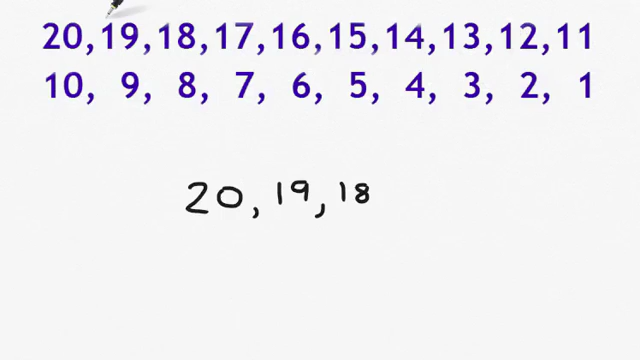 20, 19, 18, 17, 16, 15, 14, 13, 12, 11
10, 9, 8, 7, 6, 5, 4, 3, 2, 1
20, 19, 18